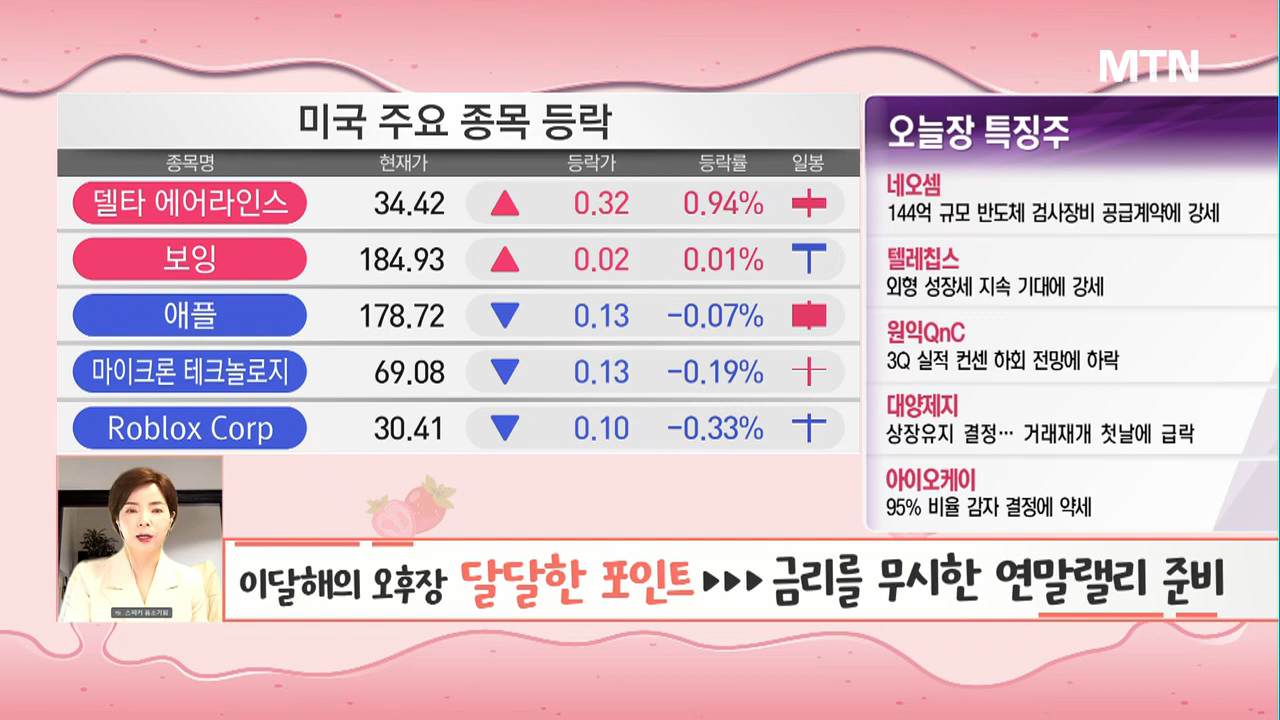 MTN
미국 주요 종목 등락
종목명 현재가 등락가 등락률 일봉
델타 에어라인스 34.42 ▲ 0.32 0.94%
보잉 184.93 ▲ 0.02 0.01%
애플 178.72 ▼ 0.13 -0.07%
마이크론 테크놀로지 69.08 ▼ 0.13 -0.19%
Roblox Corp 30.41 ▼ 0.10 -0.33%
오늘장 특징주
네오셈
144억 규모 반도체 검사장비 공급계약에 강세
텔레칩스
외형 성장세 지속 기대에 강세
원익QnC
3Q 실적 컨센 하회 전망에 하락
대양제지
상장유지 결정… 거래재개 첫날에 급락
아이오케이
95% 비율 감자 결정에 약세
이달해의 오후장 달달한 포인트 ▶▶▶ 금리를 무시한 연말랠리 준비